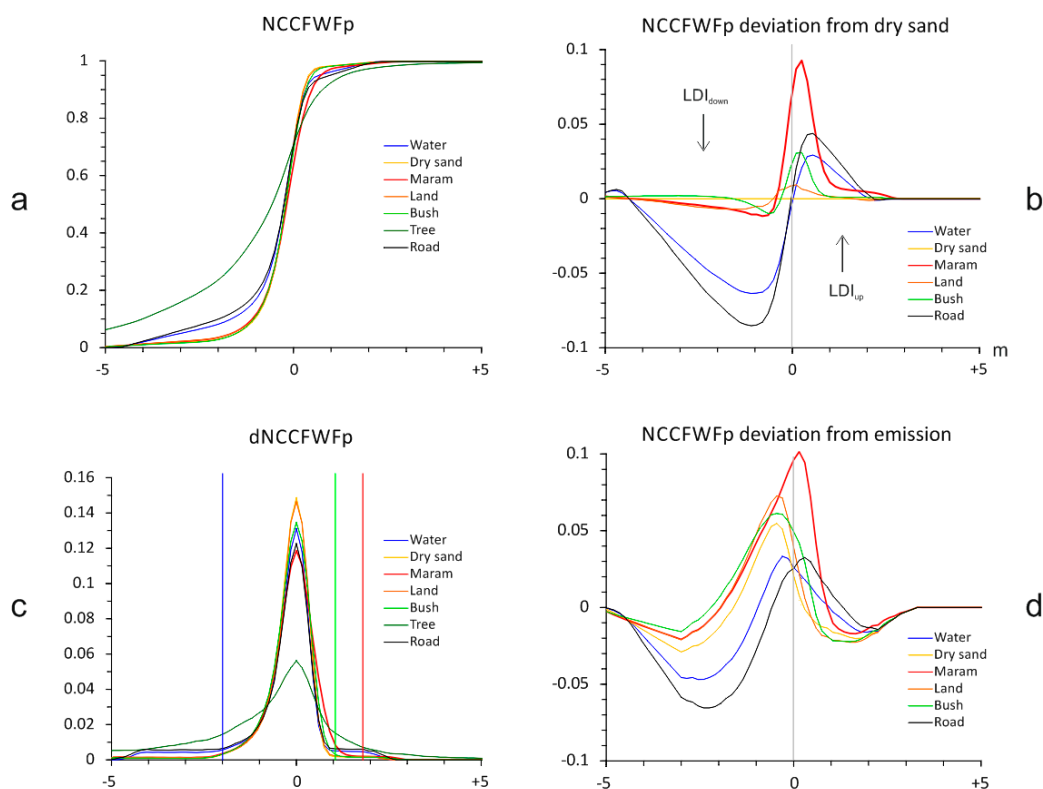 NCCFWFp
1
0.8
0.6
0.4
0.2
0
-5
0
+5
Water
Dry sand
Maram
Land
Bush
Tree
Road
a
NCCFWFp deviation from dry sand
0.1
0.05
0
-0.05
-0.1
-5
0
+5
m
LDIdown
LDIup
Water
Dry sand
Maram
Land
Bush
Road
b
dNCCFWFp
0.16
0.14
0.12
0.1
0.08
0.06
0.04
0.02
0
-5
0
+5
Water
Dry sand
Maram
Land
Bush
Tree
Road
c
NCCFWFp deviation from emission
0.1
0.05
0
-0.05
-0.1
-5
0
+5
Water
Dry sand
Maram
Land
Bush
Road
d